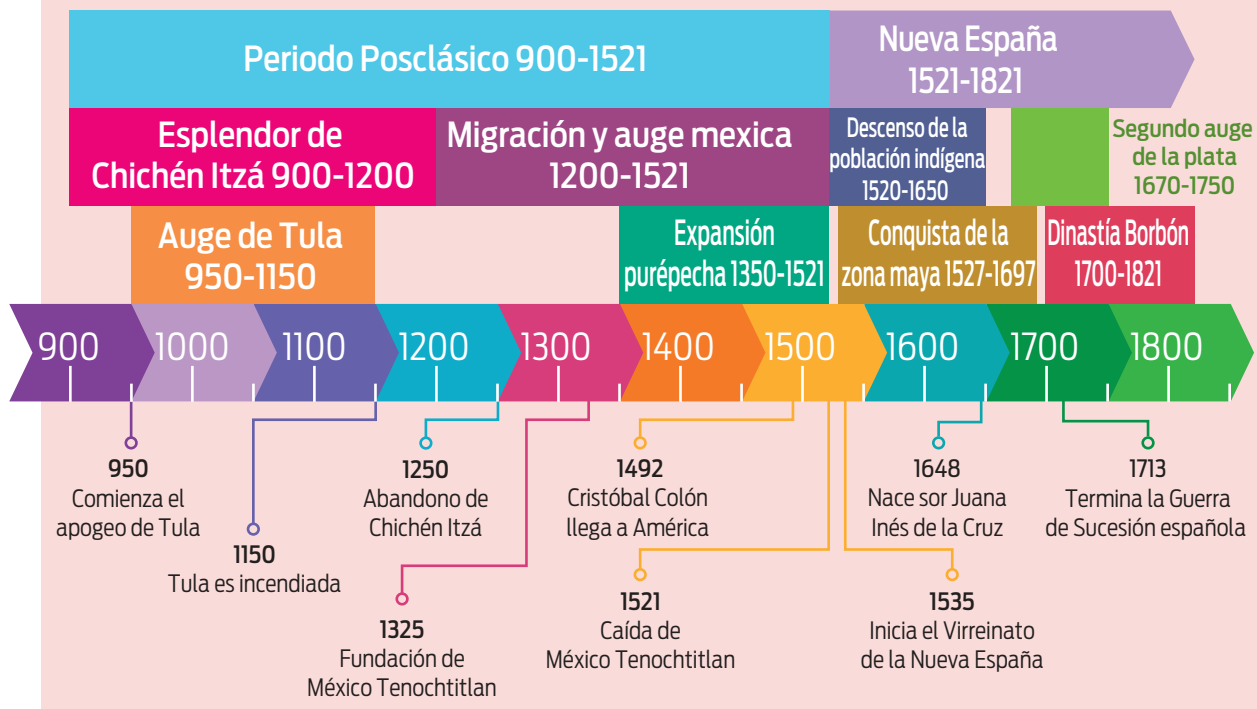 Periodo Posclásico 900-1521
Nueva España
1521-1821
Esplendor de
Chichén Itzá 900-1200
Migración y auge mexica
1200-1521
Descenso de la
población indígena
1520-1650
Segundo auge
de la plata
1670-1750
Auge de Tula
950-1150
Expansión
purépecha 1350-1521
Conquista de la
zona maya 1527-1697
Dinastía Borbón
1700-1821
900
1000
1100
1200
1300
1400
1500
1600
1700
1800
950
Comienza el
apogeo de Tula
1150
Tula es incendiada
1250
Abandono de
Chichén Itzá
1325
Fundación de
México Tenochtitlan
1492
Cristóbal Colón
llega a América
1521
Caída de
México Tenochtitlan
1535
Inicia el Virreinato
de la Nueva España
1648
Nace sor Juana
Inés de la Cruz
1713
Termina la Guerra
de Sucesión española